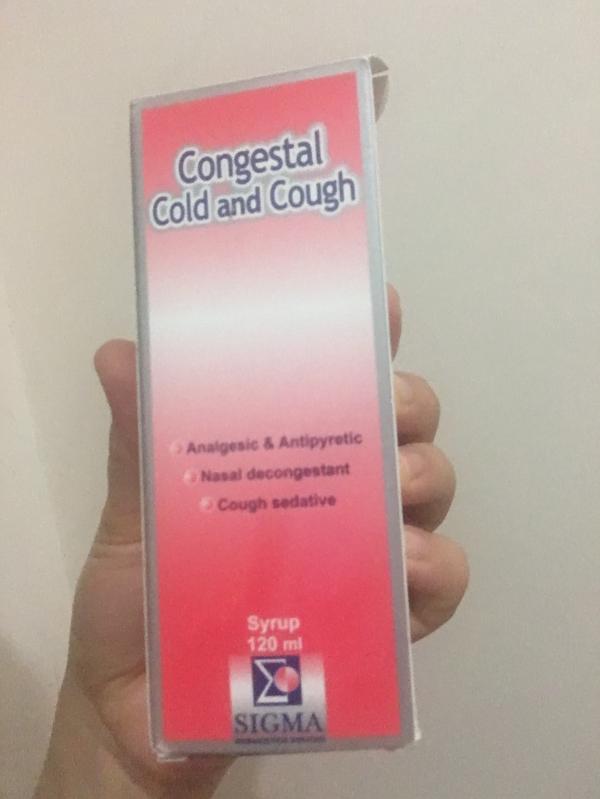 Congestal
Cold and Cough
Analgesic & Antipyretic
Nasal decongestant
Cough sedative
Syrup
120 ml
SIGMA